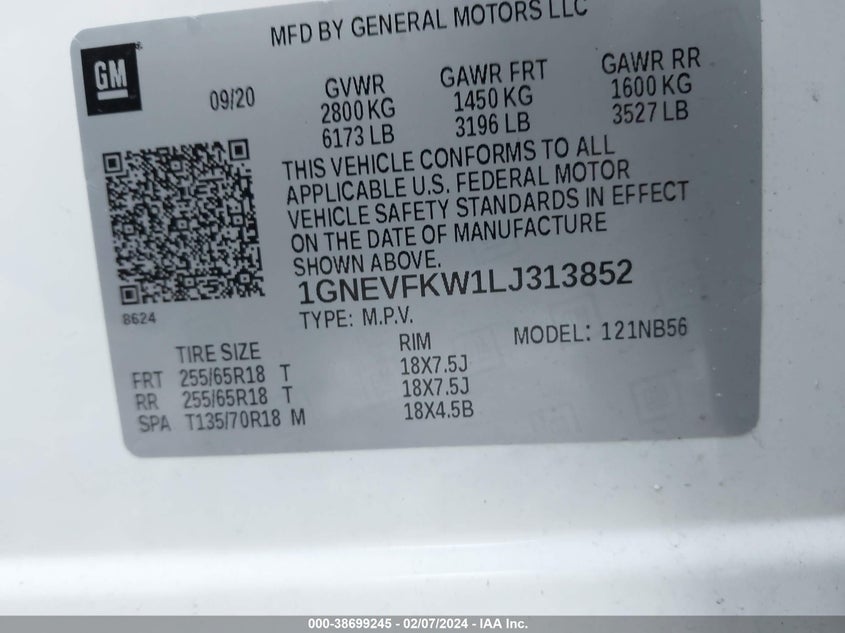 MFD BY GENERAL MOTORS LLC
GM
09/20
GVWR GAWR FRT GAWR RR
2800 KG 1450 KG 1600 KG
6173 LB 3196 LB 3527 LB
THIS VEHICLE CONFORMS TO ALL
APPLICABLE U.S. FEDERAL MOTOR
VEHICLE SAFETY STANDARDS IN EFFECT
ON THE DATE OF MANUFACTURE
SHOWN ABOVE.
1GNEVFKW1LJ313852
8624
TYPE: M.P.V. MODEL: 121NB56
TIRE SIZE RIM
FRT 255/65R18 T 18X7.5J
RR 255/65R18 T 18X7.5J
SPA T135/70R18 M 18X4.5B
000-38699245 - 02/07/2024 - IAA Inc.